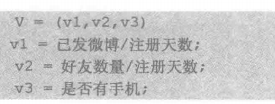 V = (v1,v2,v3)
v1 = 已发微博/注册天数;
v2 = 好友数量/注册天数;
v3 = 是否有手机;